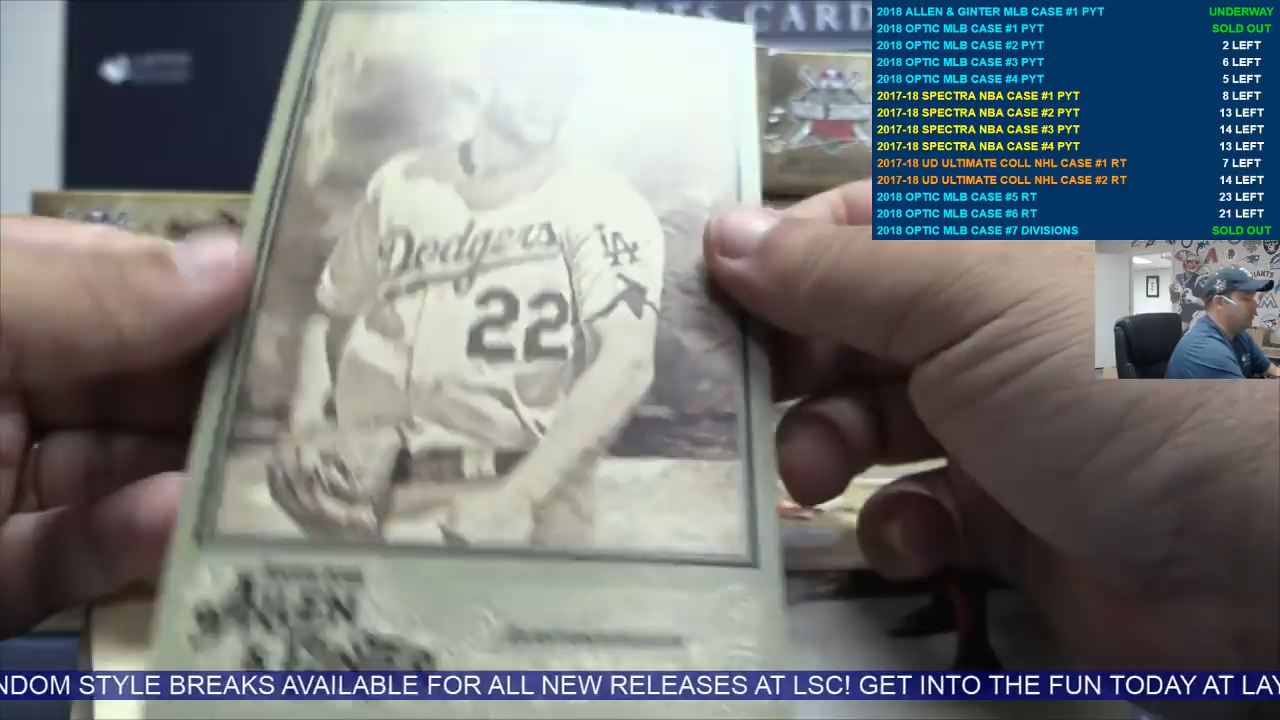 2018 ALLEN & GINTER MLB CASE #1 PYT UNDERWAY
2018 OPTIC MLB CASE #1 PYT SOLD OUT
2018 OPTIC MLB CASE #2 PYT 2 LEFT
2018 OPTIC MLB CASE #3 PYT 6 LEFT
2018 OPTIC MLB CASE #4 PYT 5 LEFT
2017-18 SPECTRA NBA CASE #1 PYT 8 LEFT
2017-18 SPECTRA NBA CASE #2 PYT 13 LEFT
2017-18 SPECTRA NBA CASE #3 PYT 14 LEFT
2017-18 SPECTRA NBA CASE #4 PYT 13 LEFT
2017-18 UD ULTIMATE COLL NHL CASE #1 RT 7 LEFT
2017-18 UD ULTIMATE COLL NHL CASE #2 RT 14 LEFT
2018 OPTIC MLB CASE #5 RT 23 LEFT
2018 OPTIC MLB CASE #6 RT 21 LEFT
2018 OPTIC MLB CASE #7 DIVISIONS SOLD OUT
CARD
Dodgers
LA
22
ALLEN
NDOM STYLE BREAKS AVAILABLE FOR ALL NEW RELEASES AT LSC! GET INTO THE FUN TODAY AT LAY